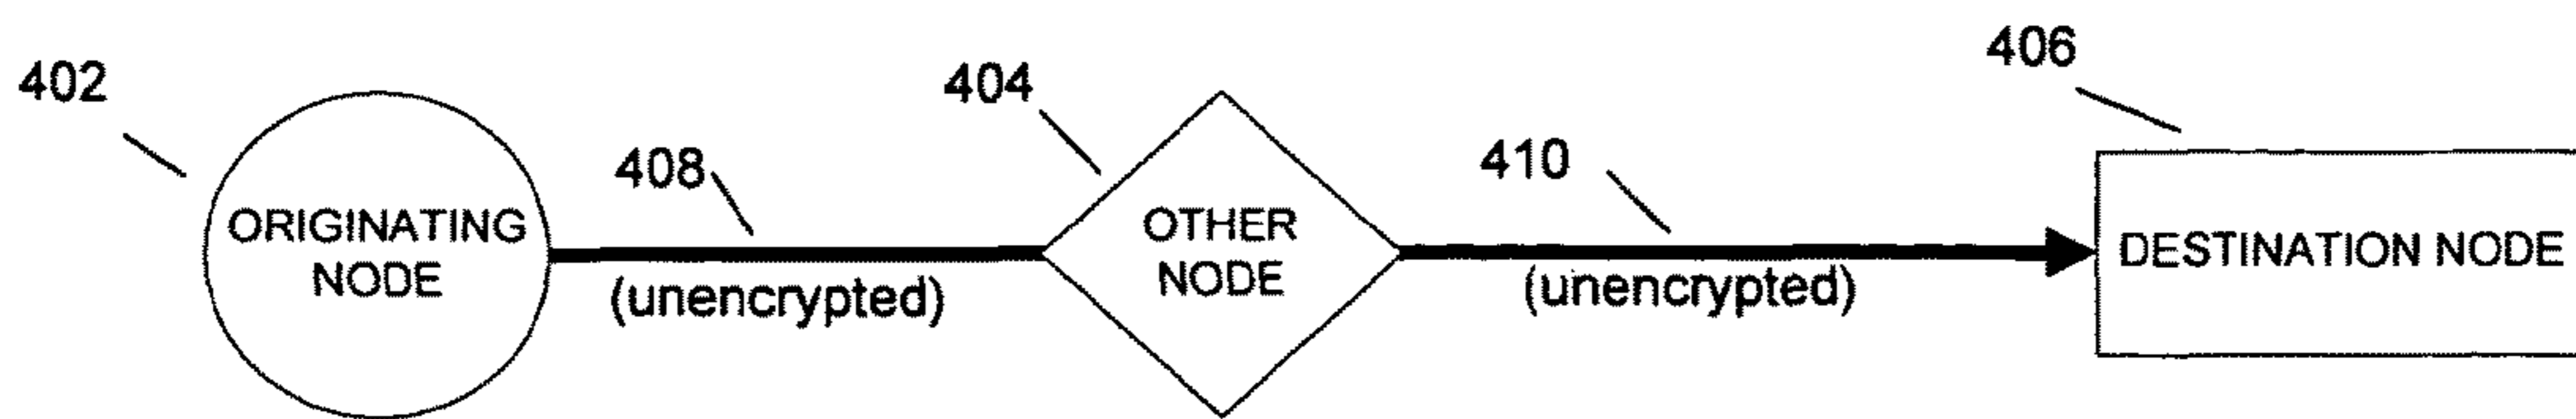 402
ORIGINATING
NODE
408
(unencrypted)
404
OTHER
NODE
410
(unencrypted)
406
DESTINATION NODE